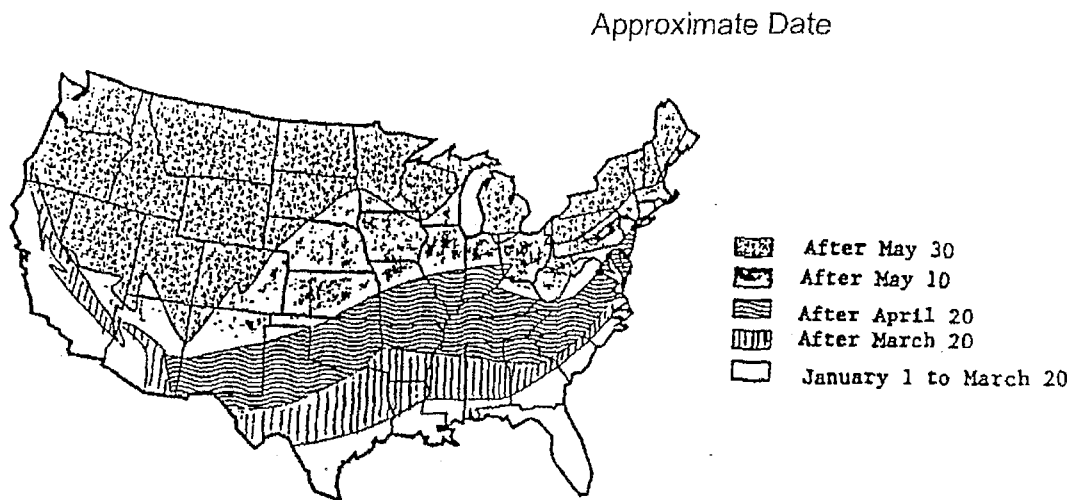 Approximate Date
After May 30
After May 10
After April 20
After March 20
January 1 to March 20